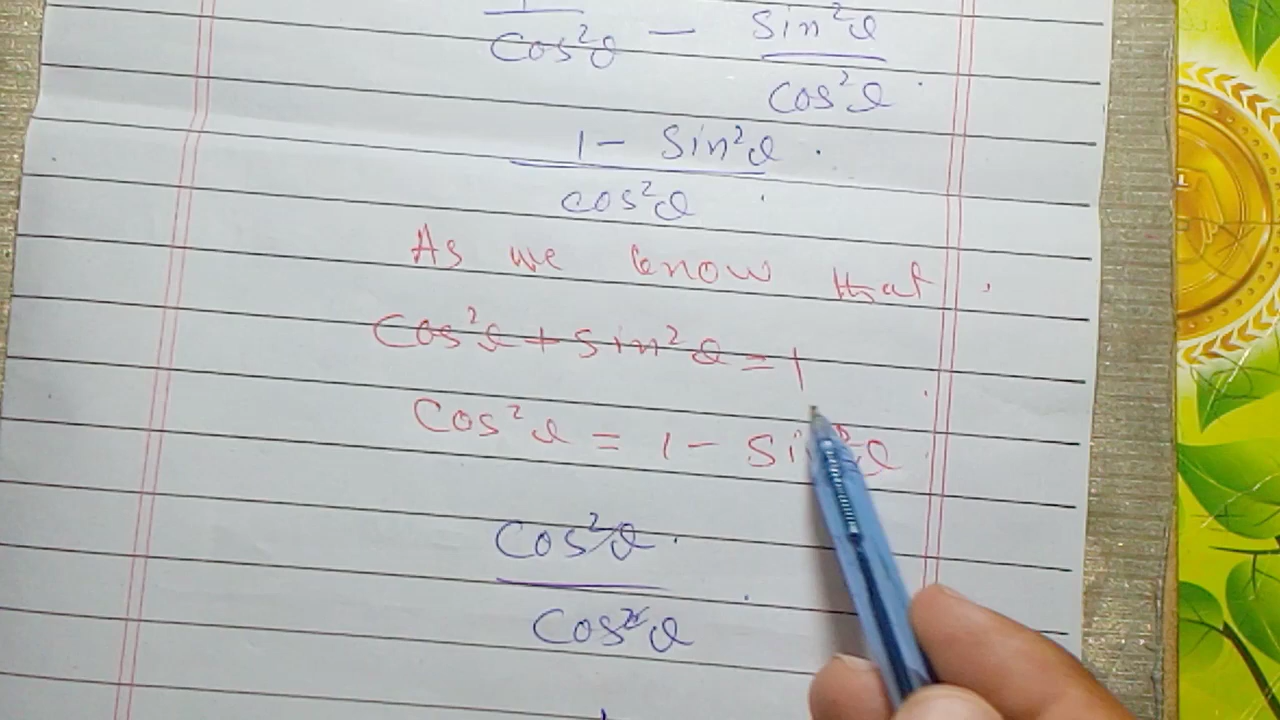 1/cos²θ - sin²θ/cos²θ
1 - sin²θ/cos²θ
As we know that,
cos²θ + sin²θ = 1
cos²θ = 1 - sin²θ
cos²θ/cos²θ